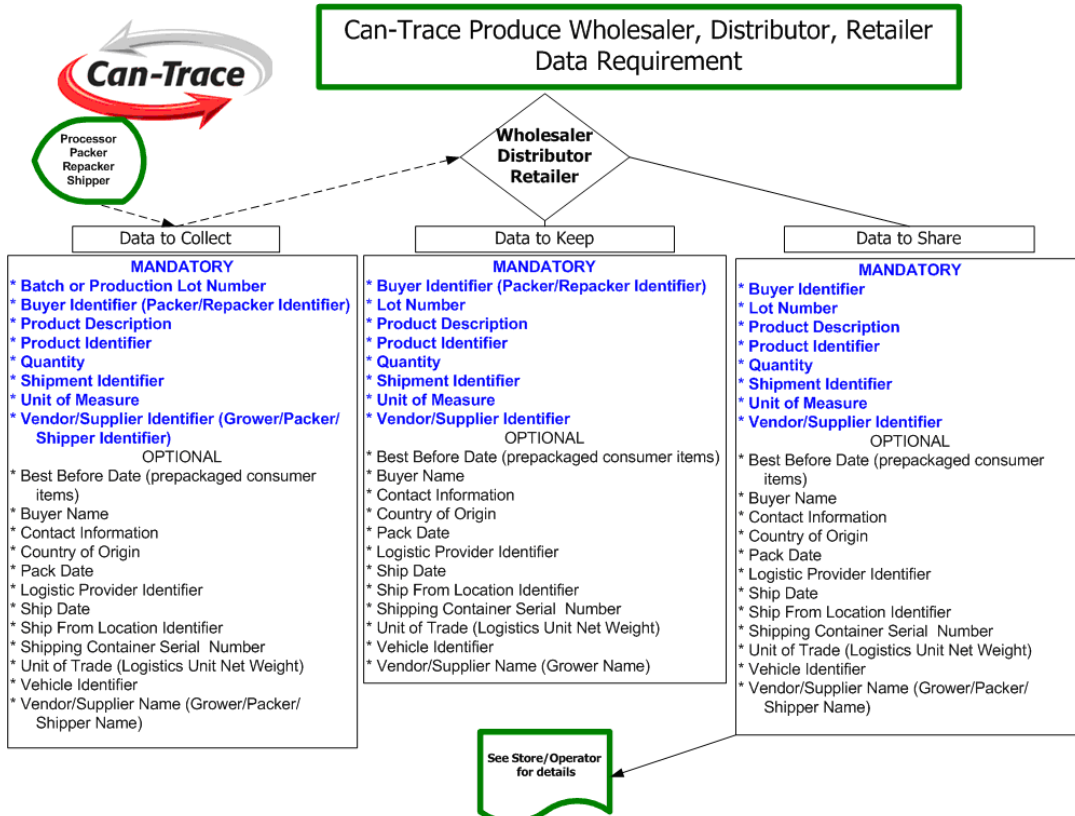 Can-Trace
Can-Trace Produce Wholesaler, Distributor, Retailer
Data Requirement
Processor
Packer
Repacker
Shipper
Wholesaler
Distributor
Retailer
Data to Collect
MANDATORY
* Batch or Production Lot Number
* Buyer Identifier (Packer/Repacker Identifier)
* Product Description
* Product Identifier
* Quantity
* Shipment Identifier
* Unit of Measure
* Vendor/Supplier Identifier (Grower/Packer/
Shipper Identifier)
OPTIONAL
* Best Before Date (prepackaged consumer
items)
* Buyer Name
* Contact Information
* Country of Origin
* Pack Date
* Logistic Provider Identifier
* Ship Date
* Ship From Location Identifier
* Shipping Container Serial Number
* Unit of Trade (Logistics Unit Net Weight)
* Vehicle Identifier
* Vendor/Supplier Name (Grower/Packer/
Shipper Name)
Data to Keep
MANDATORY
* Buyer Identifier (Packer/Repacker Identifier)
* Lot Number
* Product Description
* Product Identifier
* Quantity
* Shipment Identifier
* Unit of Measure
* Vendor/Supplier Identifier
OPTIONAL
* Best Before Date (prepackaged consumer items)
* Buyer Name
* Contact Information
* Country of Origin
* Pack Date
* Logistic Provider Identifier
* Ship Date
* Ship From Location Identifier
* Shipping Container Serial Number
* Unit of Trade (Logistics Unit Net Weight)
* Vehicle Identifier
* Vendor/Supplier Name (Grower Name)
Data to Share
MANDATORY
* Buyer Identifier
* Lot Number
* Product Description
* Product Identifier
* Quantity
* Shipment Identifier
* Unit of Measure
* Vendor/Supplier Identifier
OPTIONAL
* Best Before Date (prepackaged consumer
items)
* Buyer Name
* Contact Information
* Country of Origin
* Pack Date
* Logistic Provider Identifier
* Ship Date
* Ship From Location Identifier
* Shipping Container Serial Number
* Unit of Trade (Logistics Unit Net Weight)
* Vehicle Identifier
* Vendor/Supplier Name (Grower/Packer/
Shipper Name)
See Store/Operator
for details